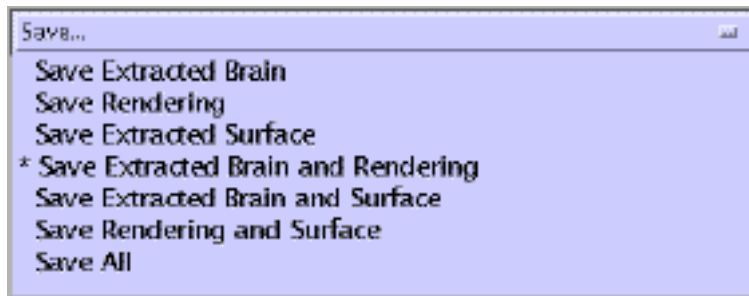 Save...
Save Extracted Brain
Save Rendering
Save Extracted Surface
* Save Extracted Brain and Rendering
Save Extracted Brain and Surface
Save Rendering and Surface
Save All